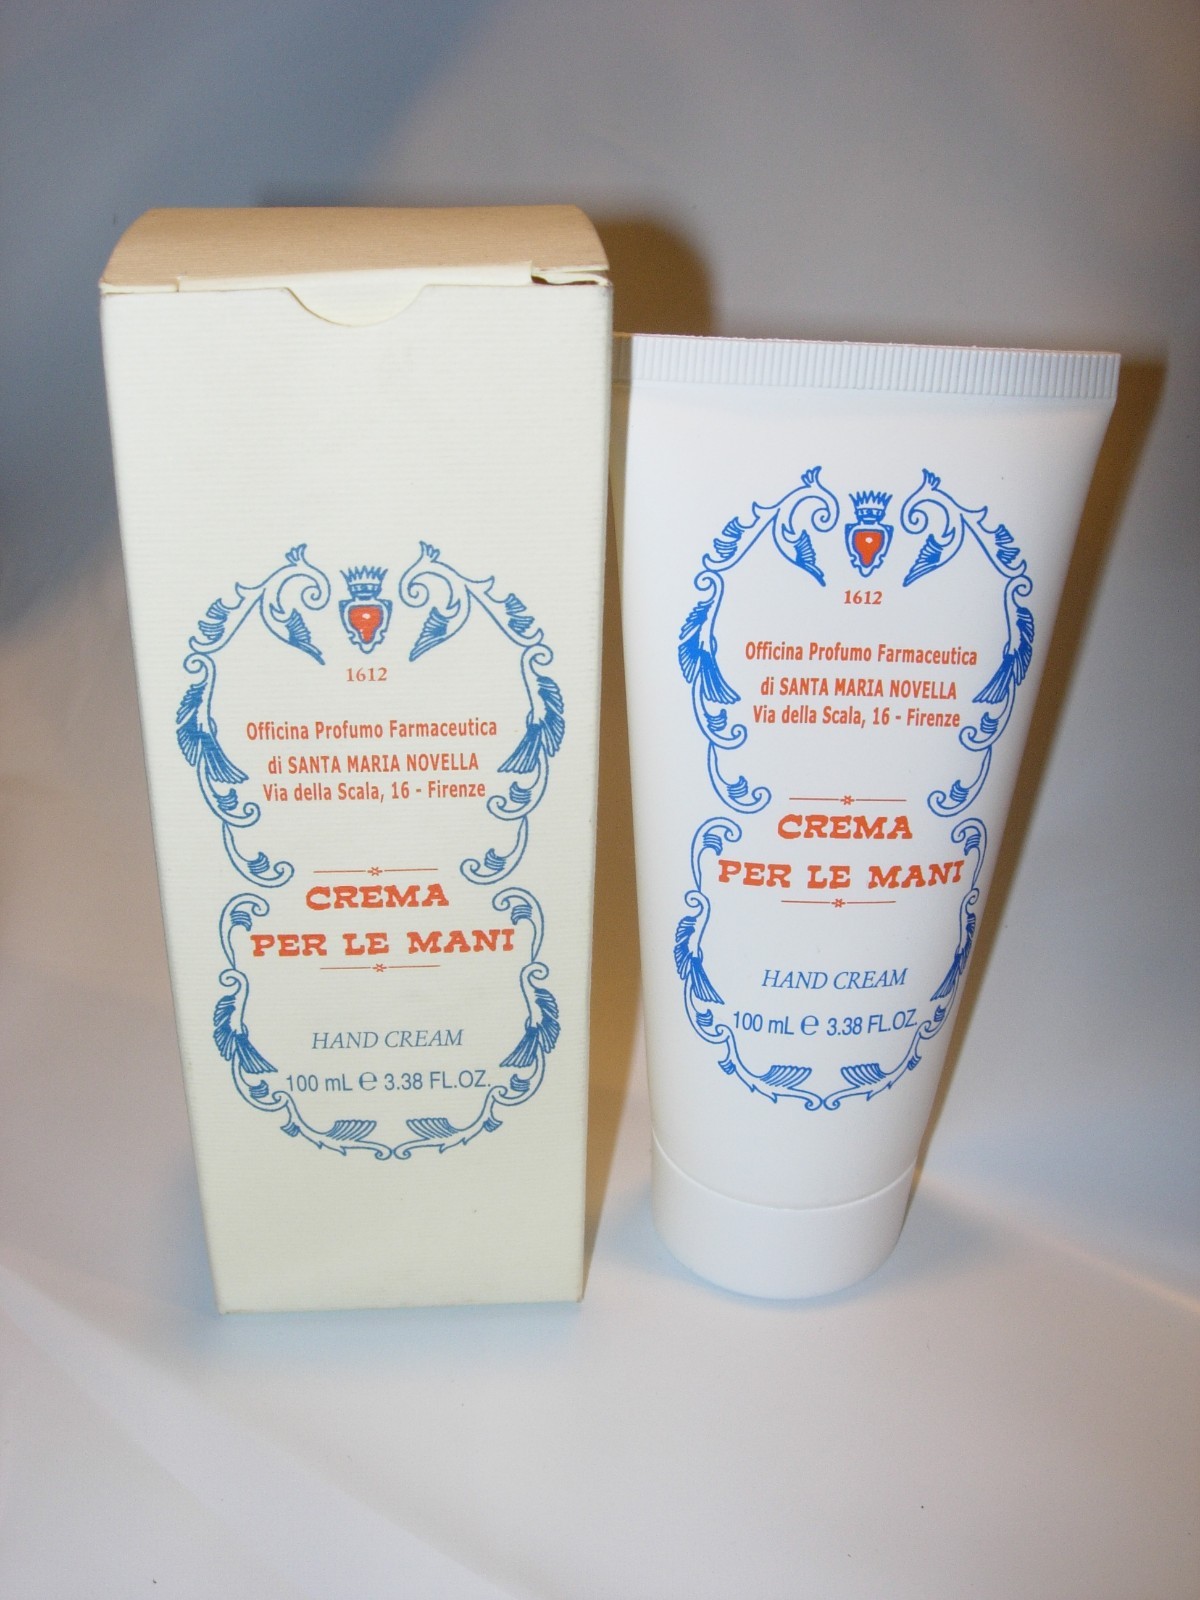 1612
Officina Profumo Farmaceutica
di SANTA MARIA NOVELLA
Via della Scala, 16 - Firenze
CREMA
PER LE MANI
HAND CREAM
100 mL ℮ 3.38 FL.OZ.
1612
Officina Profumo Farmaceutica
di SANTA MARIA NOVELLA
Via della Scala, 16 - Firenze
CREMA
PER LE MANI
HAND CREAM
100 mL ℮ 3.38 FL.OZ.